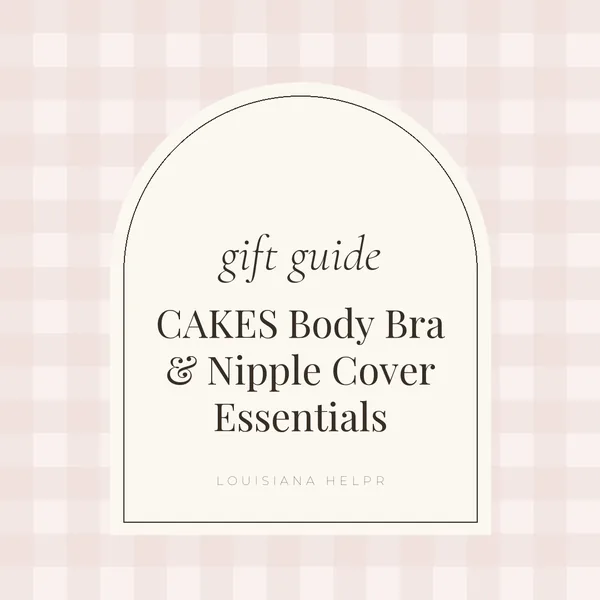 gift guide
CAKES Body Bra
& Nipple Cover
Essentials
LOUISIANA HELPR